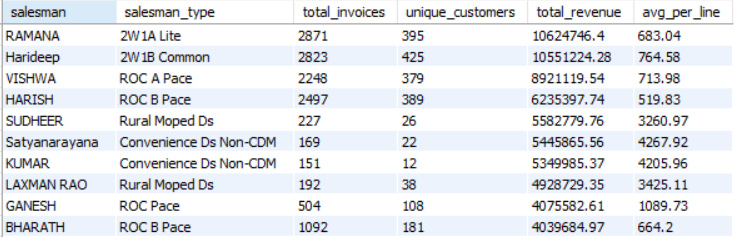 salesman salesman_type total_invoices unique_customers total_revenue avg_per_line
RAMANA 2W1A Lite 2871 395 10624746.4 683.04
Harideep 2W1B Common 2823 425 10551224.28 764.58
VISHWA ROC A Pace 2248 379 8921119.54 713.98
HARISH ROC B Pace 2497 389 6235397.74 519.83
SUDHEER Rural Moped Ds 227 26 5582779.76 3260.97
Satyanarayana Convenience Ds Non-CDM 169 22 5445865.56 4267.92
KUMAR Convenience Ds Non-CDM 151 12 5349985.37 4205.96
LAXMAN RAO Rural Moped Ds 192 38 4928729.35 3425.11
GANESH ROC Pace 504 108 4075582.61 1089.73
BHARATH ROC B Pace 1092 181 4039684.97 664.2